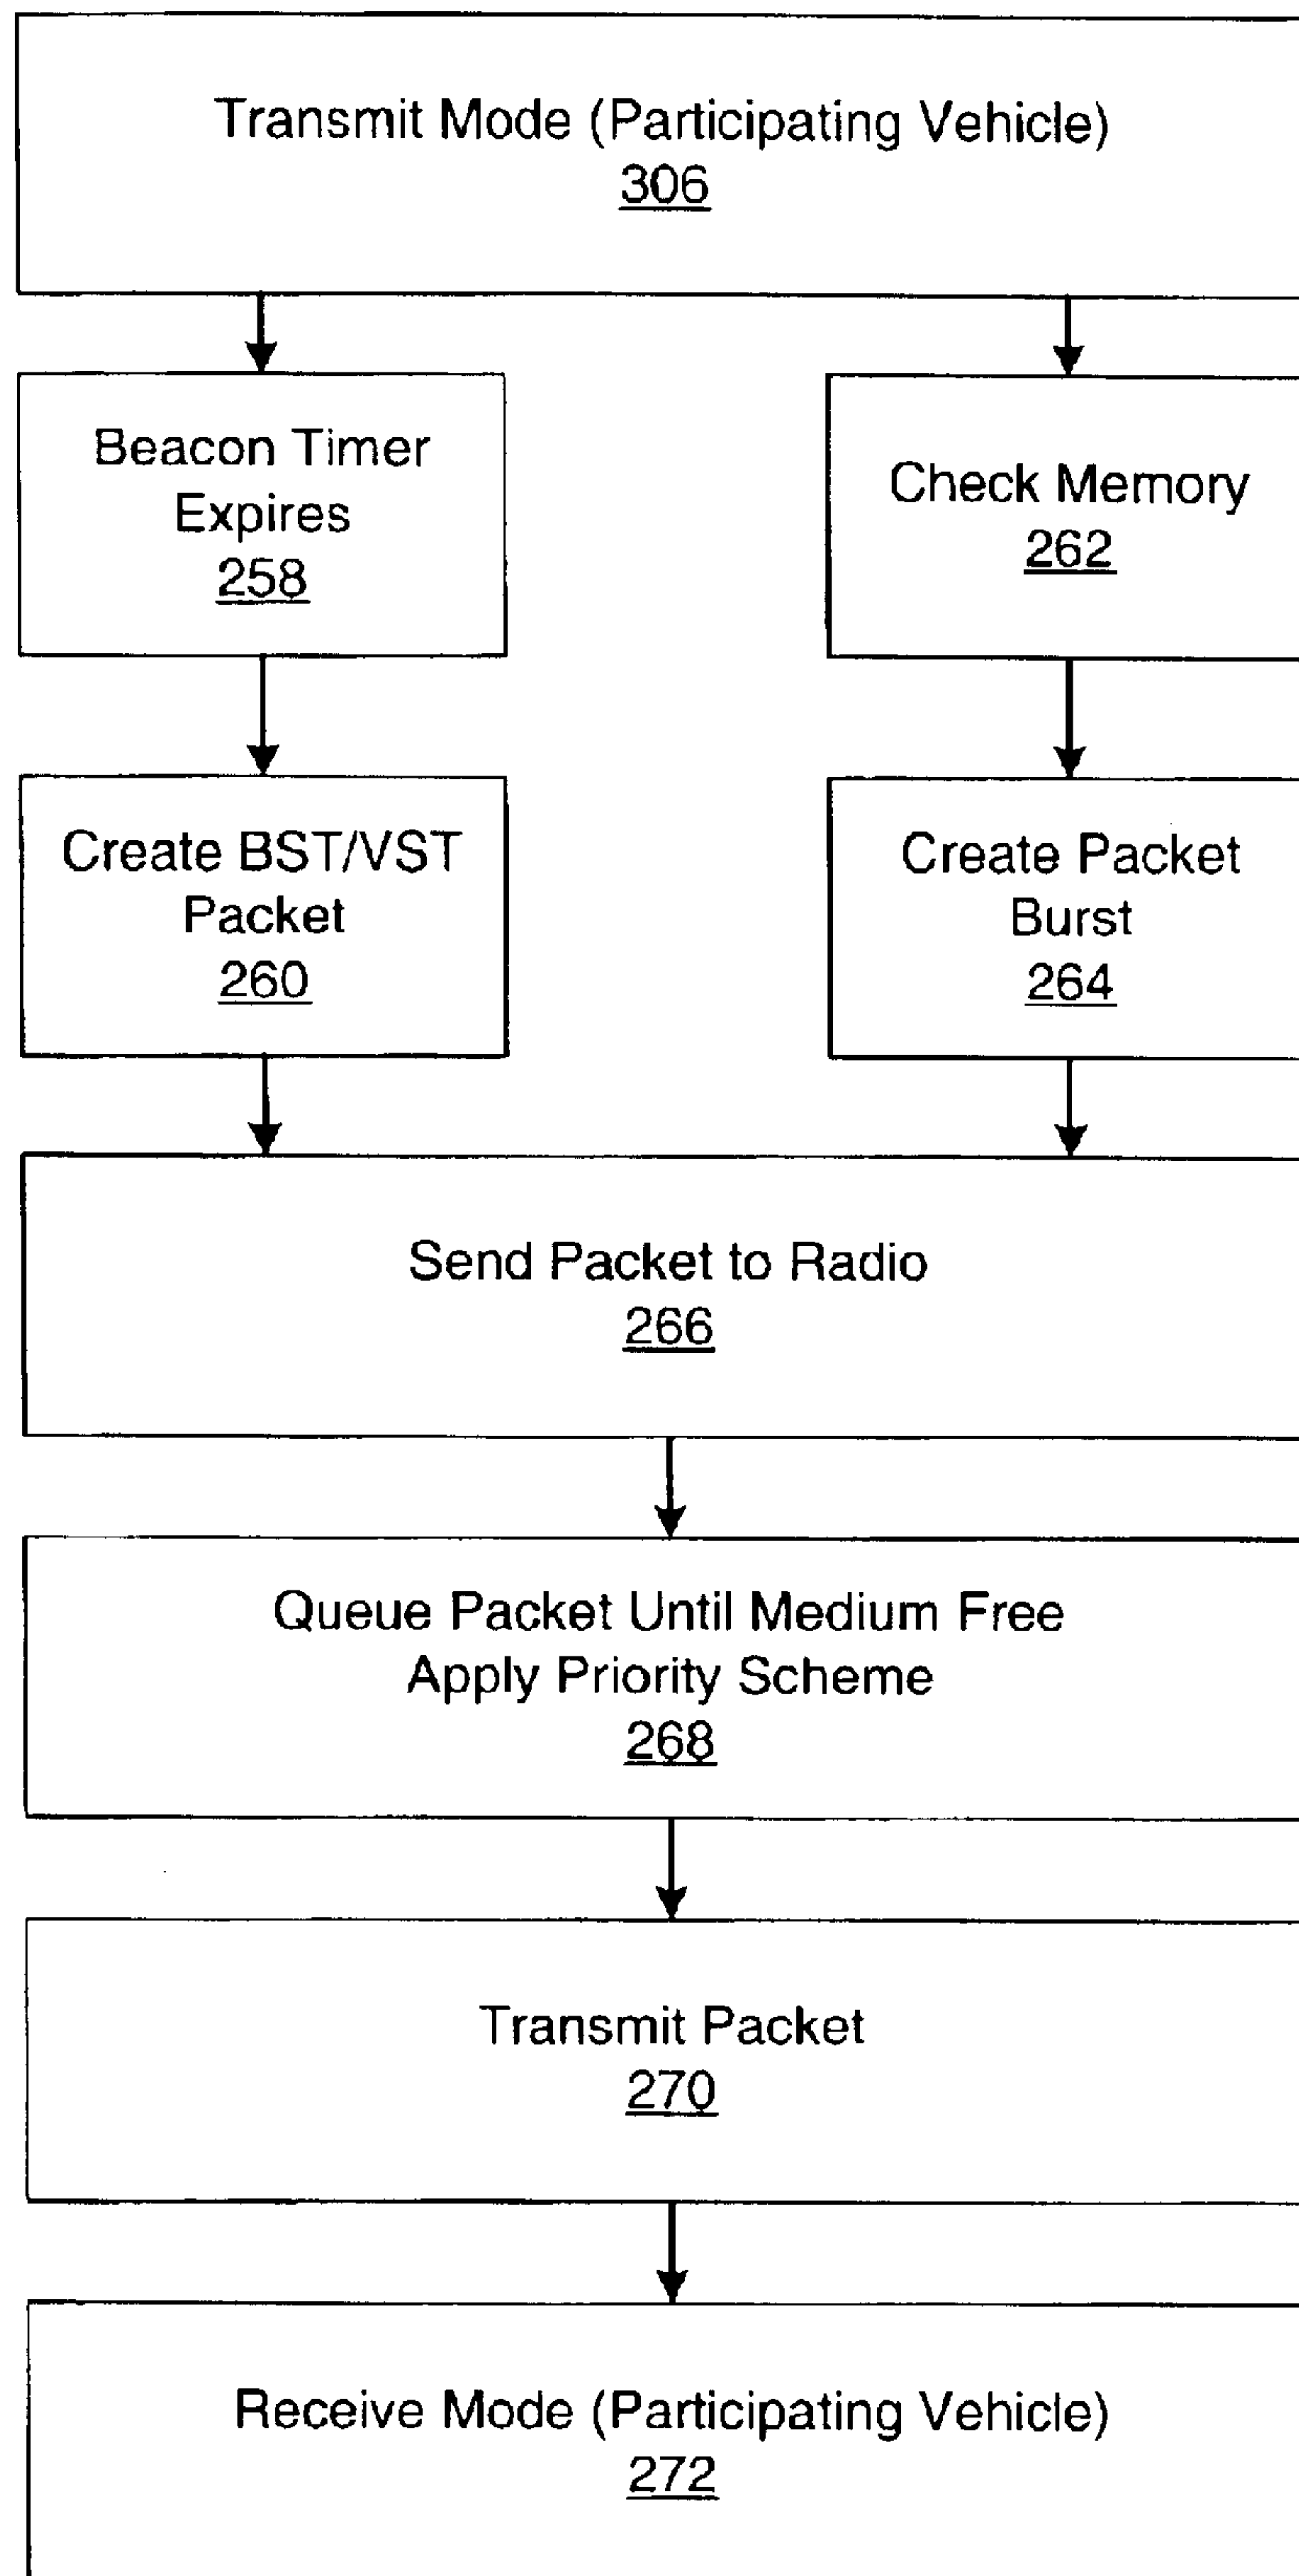 Transmit Mode (Participating Vehicle)
306
Beacon Timer
Expires
258
Check Memory
262
Create BST/VST
Packet
260
Create Packet
Burst
264
Send Packet to Radio
266
Queue Packet Until Medium Free
Apply Priority Scheme
268
Transmit Packet
270
Receive Mode (Participating Vehicle)
272